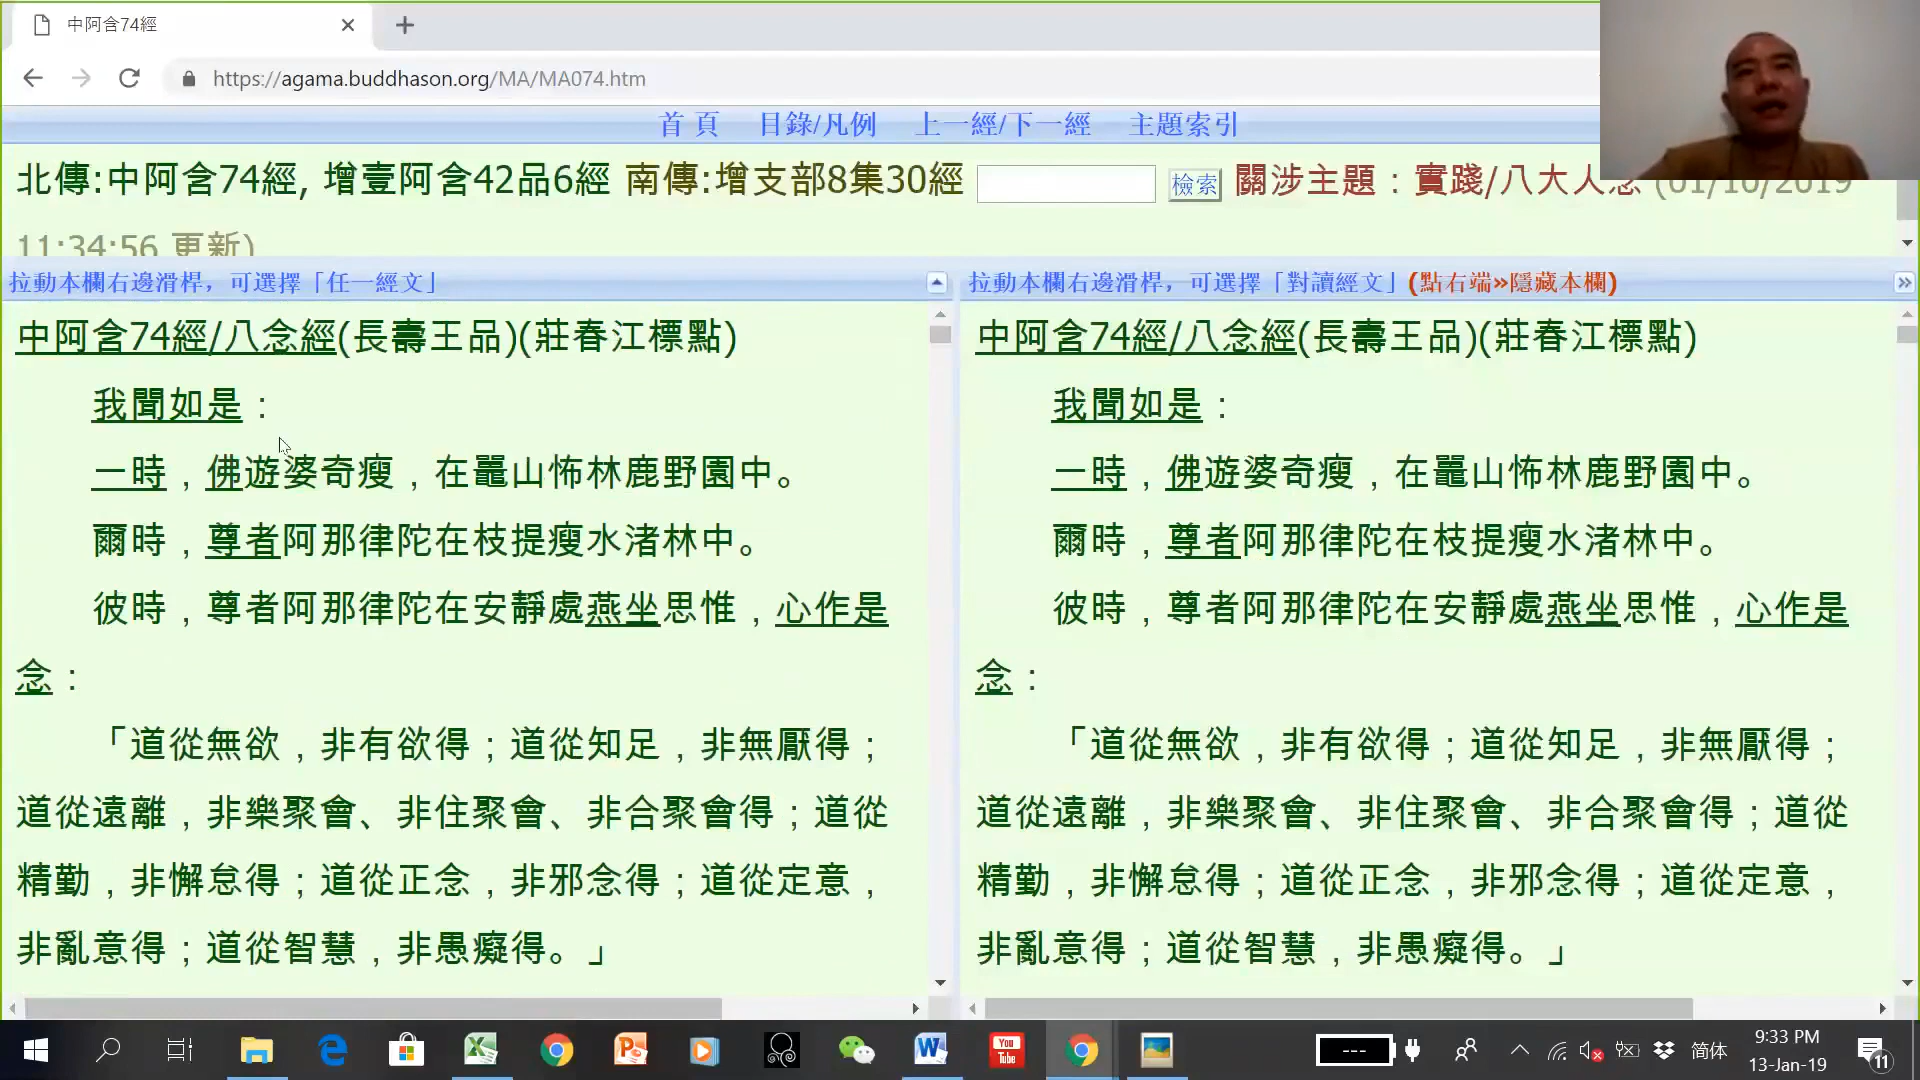 中阿含74經
https://agama.buddhason.org/MA/MA074.htm
首 頁 目錄/凡例 上一經/下一經 主題索引
北傳:中阿含74經, 增壹阿含42品6經 南傳:增支部8集30經 檢索 關涉主題：實踐/八大人念 (01/10/2019
11:34:56 更新)
拉動本欄右邊滑桿，可選擇「任一經文」
中阿含74經/八念經(長壽王品)(莊春江標點)
我聞如是：
一時，佛遊婆奇瘦，在鼉山怖林鹿野園中。
爾時，尊者阿那律陀在枝提瘦水渚林中。
彼時，尊者阿那律陀在安靜處燕坐思惟，心作是
念：
「道從無欲，非有欲得；道從知足，非無厭得；
道從遠離，非樂聚會、非住聚會、非合聚會得；道從
精勤，非懈怠得；道從正念，非邪念得；道從定意，
非亂意得；道從智慧，非愚癡得。」
拉動本欄右邊滑桿，可選擇「對讀經文」(點右端»隱藏本欄)
中阿含74經/八念經(長壽王品)(莊春江標點)
我聞如是：
一時，佛遊婆奇瘦，在鼉山怖林鹿野園中。
爾時，尊者阿那律陀在枝提瘦水渚林中。
彼時，尊者阿那律陀在安靜處燕坐思惟，心作是
念：
「道從無欲，非有欲得；道從知足，非無厭得；
道從遠離，非樂聚會、非住聚會、非合聚會得；道從
精勤，非懈怠得；道從正念，非邪念得；道從定意，
非亂意得；道從智慧，非愚癡得。」
You
Tube
---
简体
9:33 PM
13-Jan-19
11